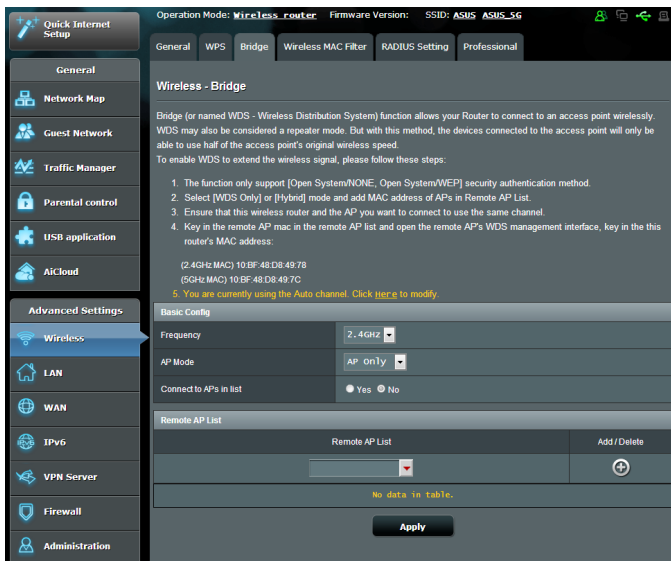 Quick Internet
Setup
General
Network Map
Guest Network
Traffic Manager
Parental control
USB application
AiCloud
Advanced Settings
Wireless
LAN
WAN
IPv6
IPv6
VPN Server
Firewall
Administration
Operation Mode: Wireless router Firmware Version: SSID: ASUS ASUS_5G
General WPS Bridge Wireless MAC Filter RADIUS Setting Professional
Wireless - Bridge
Bridge (or named WDS - Wireless Distribution System) function allows your Router to connect to an access point wirelessly.
WDS may also be considered a repeater mode. But with this method, the devices connected to the access point will only be
able to use half of the access point's original wireless speed.
To enable WDS to extend the wireless signal, please follow these steps:
1. The function only support [Open System/NONE, Open System/WEP] security authentication method.
2. Select [WDS Only] or [Hybrid] mode and add MAC address of APs in Remote AP List.
3. Ensure that this wireless router and the AP you want to connect to use the same channel.
4. Key in the remote AP mac in the remote AP list and open the remote AP's WDS management interface, key in the this
router's MAC address:
(2.4GHz MAC) 10:BF:48:D8:49:78
(5GHz MAC) 10:BF:48:D8:49:7C
5. You are currently using the Auto channel. Click Here to modify.
Basic Config
Frequency 2.4GHz
AP Mode AP Only
Connect to APs in list Yes No
Remote AP List
Remote AP List Add / Delete
No data in table.
Apply